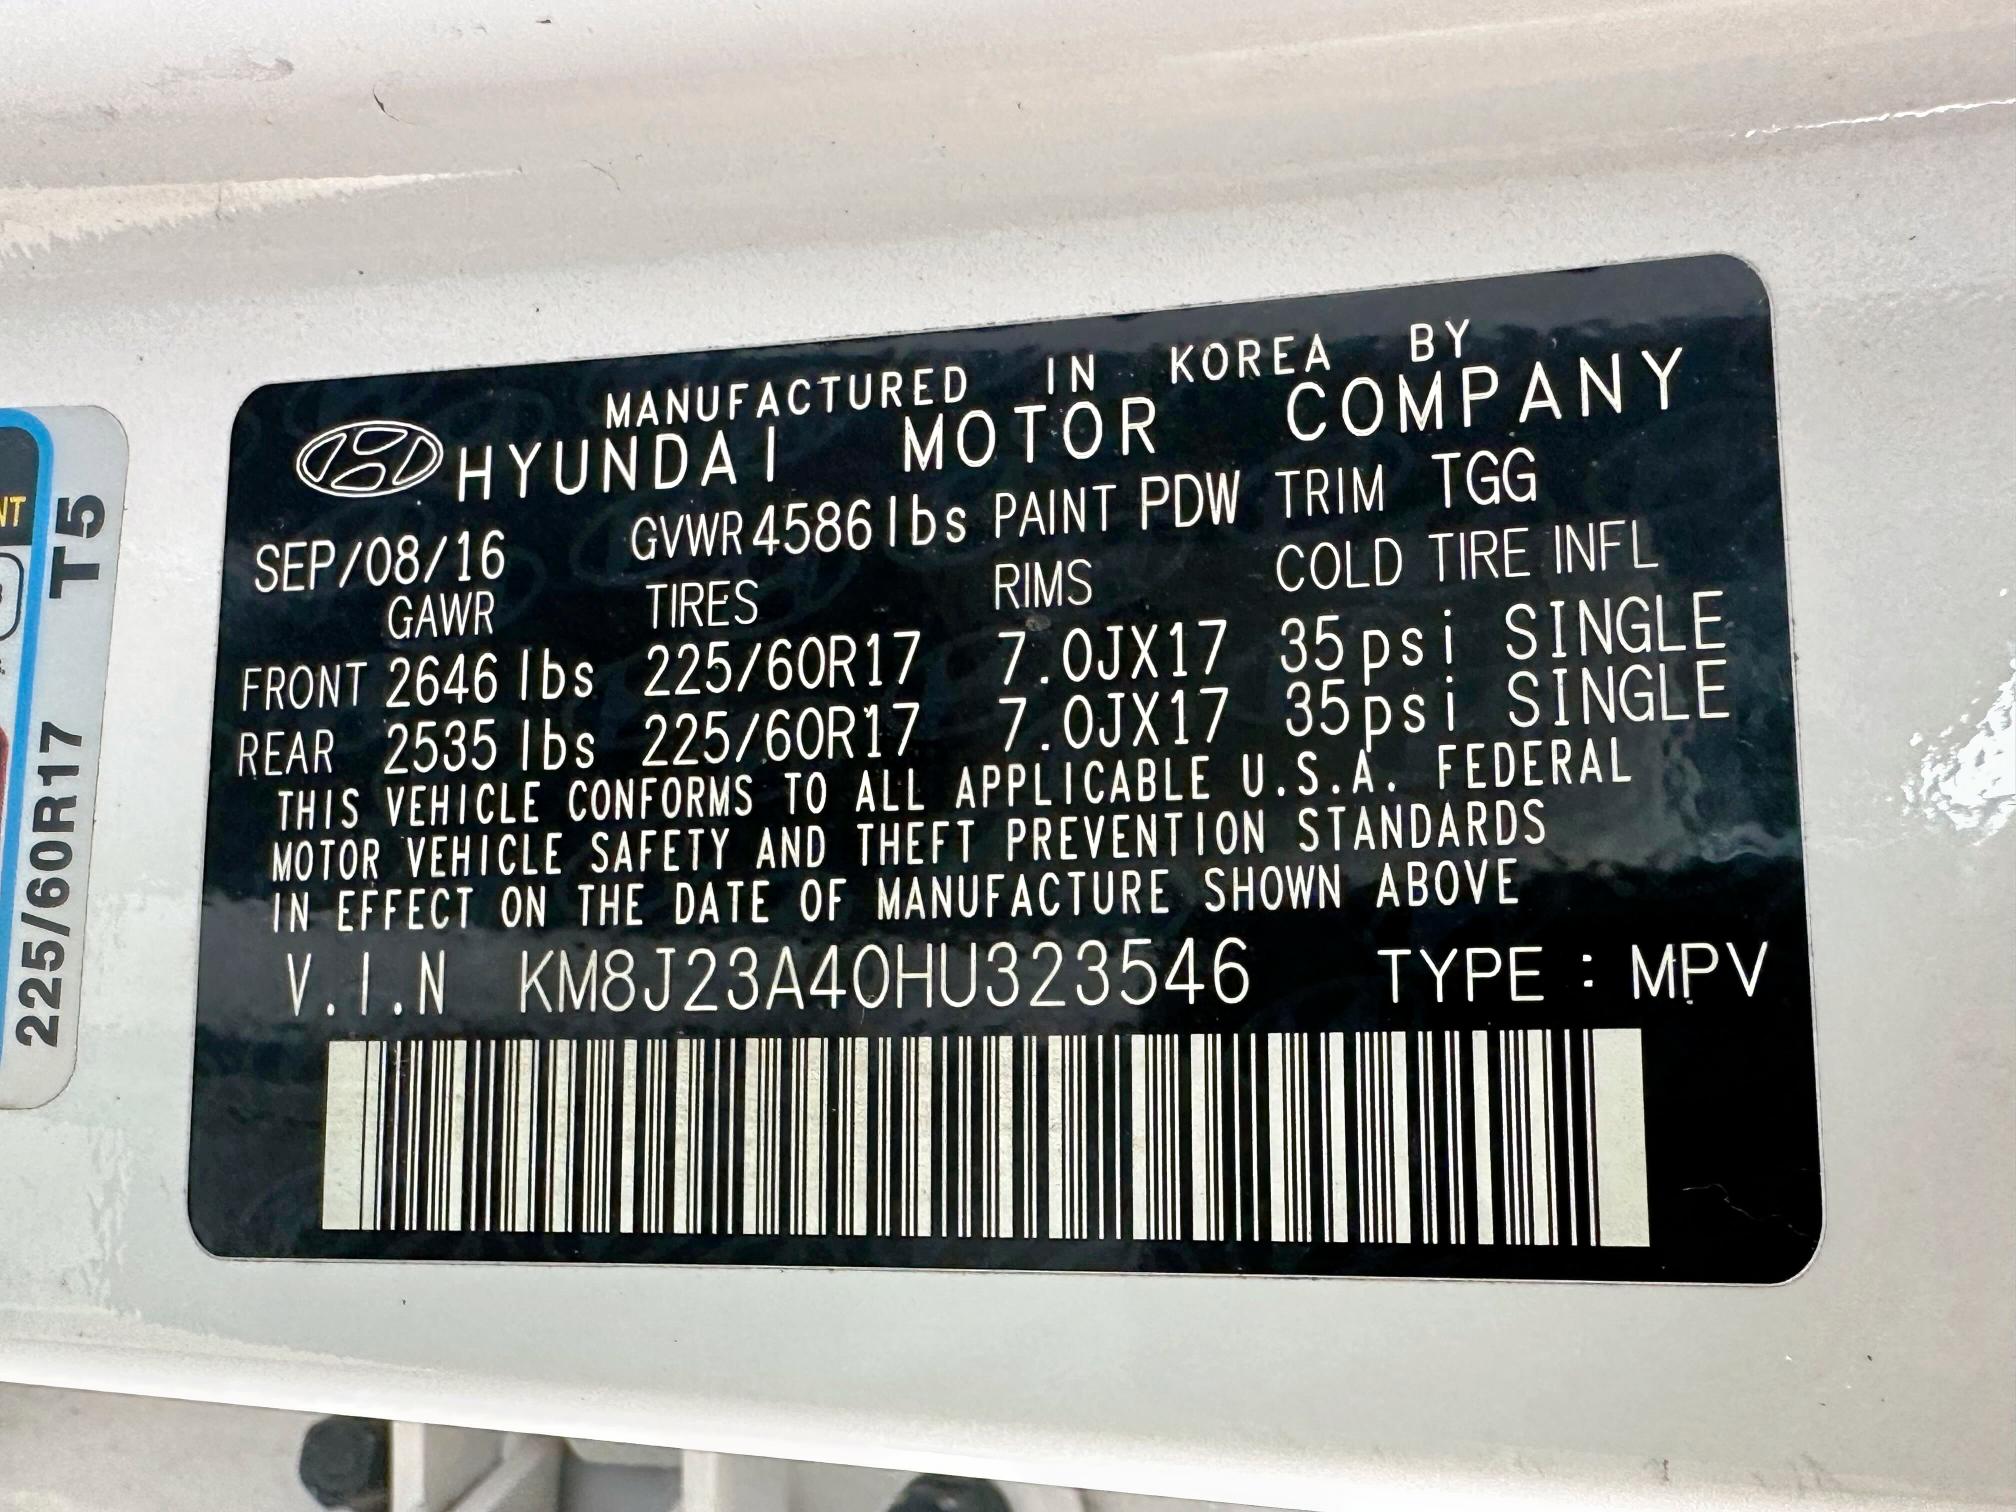 MANUFACTURED IN KOREA BY
HYUNDAI MOTOR COMPANY
SEP/08/16 GVWR 4586 lbs PAINT PDW TRIM TGG
GAWR TIRES RIMS COLD TIRE INFL
FRONT 2646 lbs 225/60R17 7.0JX17 35psi SINGLE
REAR 2535 lbs 225/60R17 7.0JX17 35psi SINGLE
THIS VEHICLE CONFORMS TO ALL APPLICABLE U.S.A. FEDERAL
MOTOR VEHICLE SAFETY AND THEFT PREVENTION STANDARDS
IN EFFECT ON THE DATE OF MANUFACTURE SHOWN ABOVE
V.I.N KM8J23A40HU323546 TYPE : MPV
225/60R17 T5
NT